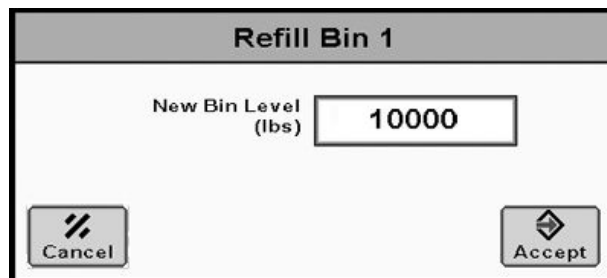 Refill Bin 1
New Bin Level
(lbs)
10000
Cancel
Accept